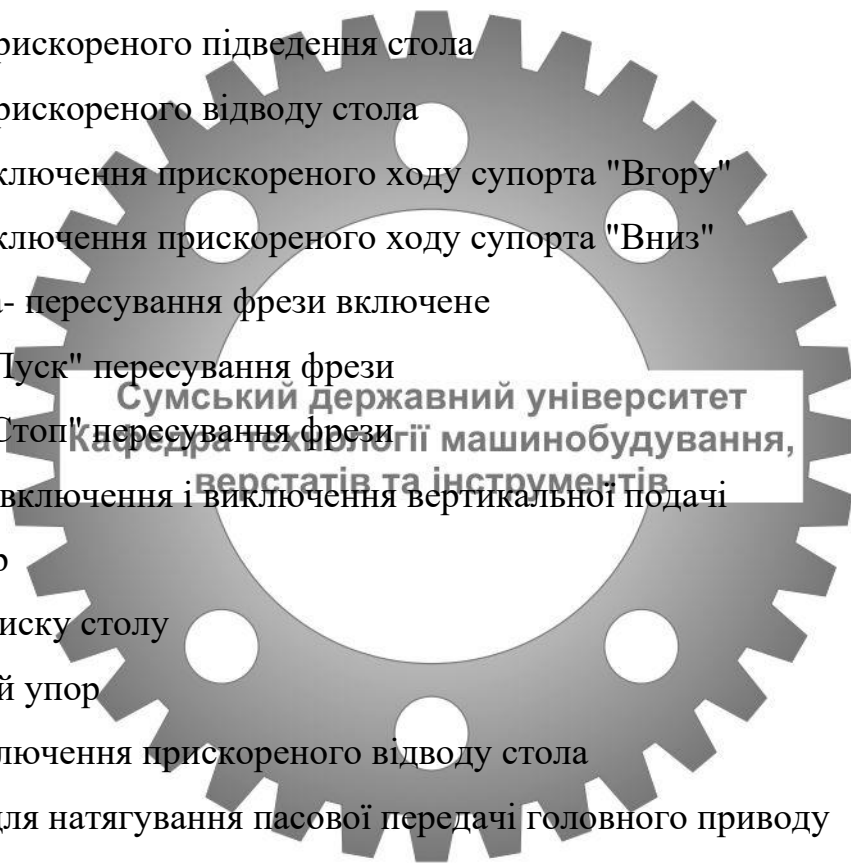 рискореного підведення стола
рискореного відводу стола
ключення прискореного ходу супорта "Вгору"
ключення прискореного ходу супорта "Вниз"
а- пересування фрези включене
Пуск" пересування фрези
Сумський державний університет
Стоп" пересування фрези
Кафедра технології машинобудування,
верстатів та інструментів
включення і виключення вертикальної подачі
р
иску столу
й упор
лючення прискореного відводу стола
для натягування пасової передачі головного приводу